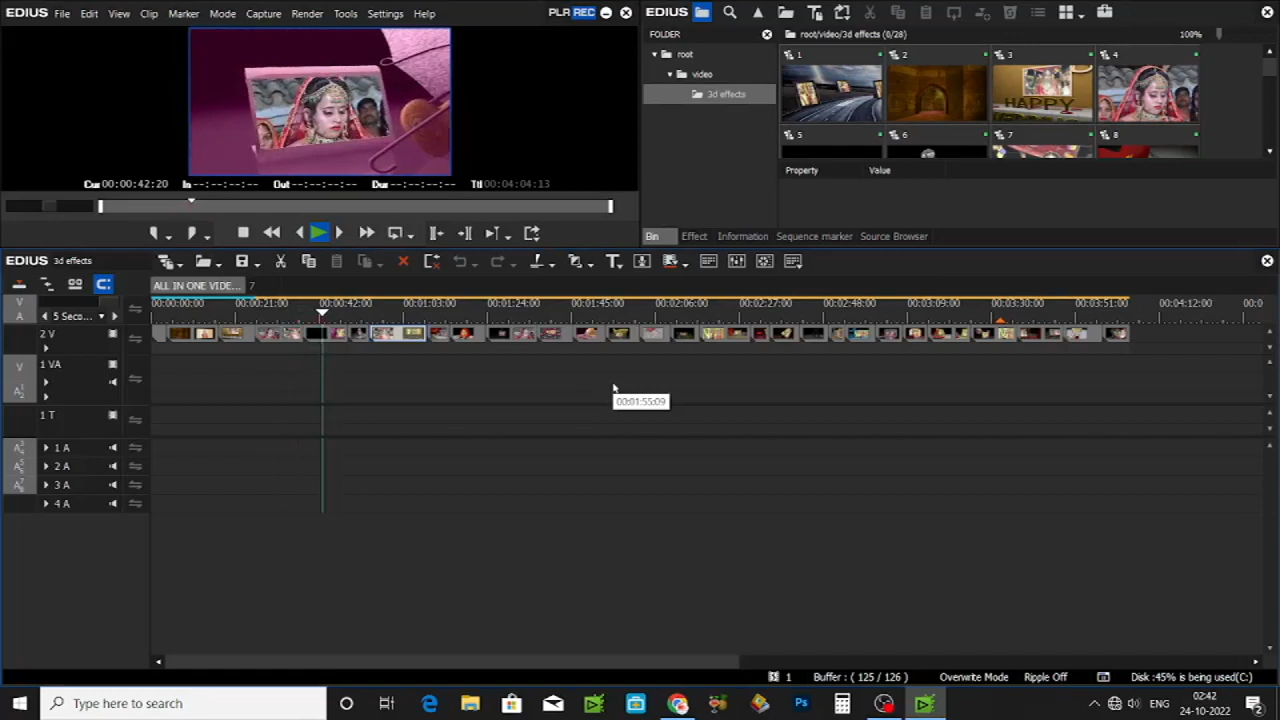 EDIUS File Edit View Clip Marker Mode Capture Render Tools Settings Help PLR REC
Cur 00:00:42:20 In --:--:--:-- Out --:--:--:-- Dur --:--:--:-- Ttl 00:04:04:13
EDIUS
FOLDER
root
video
3d effects
root/video/3d effects (0/28) 100%
1 2 3 4
HAPPY
5 6 7 8
Property Value
Bin Effect Information Sequence marker Source Browser
EDIUS 3d effects
ALL IN ONE VIDE... 7
V
A
5 Seco...
00:00:00:00 00:00:21:00 00:00:42:00 00:01:03:00 00:01:24:00 00:01:45:00 00:02:06:00 00:02:27:00 00:02:48:00 00:03:09:00 00:03:30:00 00:03:51:00 00:04:12:00 00:0
2 V
V 1 VA
00:01:55:09
1 T
1 A
2 A
3 A
4 A
1 Buffer : ( 125 / 126 ) Overwrite Mode Ripple Off Disk :45% is being used(C:)
Type here to search
Ps
ENG
02:42
24-10-2022
2